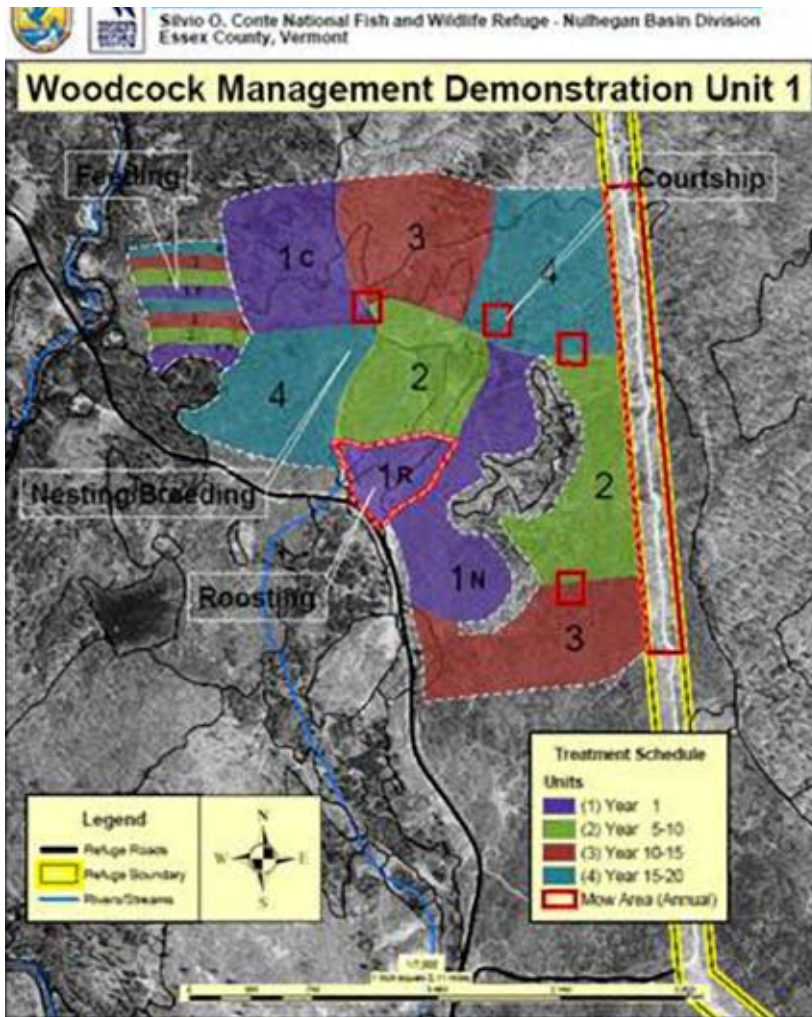 Silvio O. Conte National Fish and Wildlife Refuge - Nulhegan Basin Division
Essex County, Vermont
Woodcock Management Demonstration Unit 1
Feeding
Courtship
1C
3
4
2
4
1R
2
Nesting/Breeding
1N
Roosting
3
Treatment Schedule
Units
(1) Year 1
(2) Year 5-10
(3) Year 10-15
(4) Year 15-20
Mow Area (Annual)
Legend
Refuge Roads
Refuge Boundary
Rivers/Streams
N
W
E
S